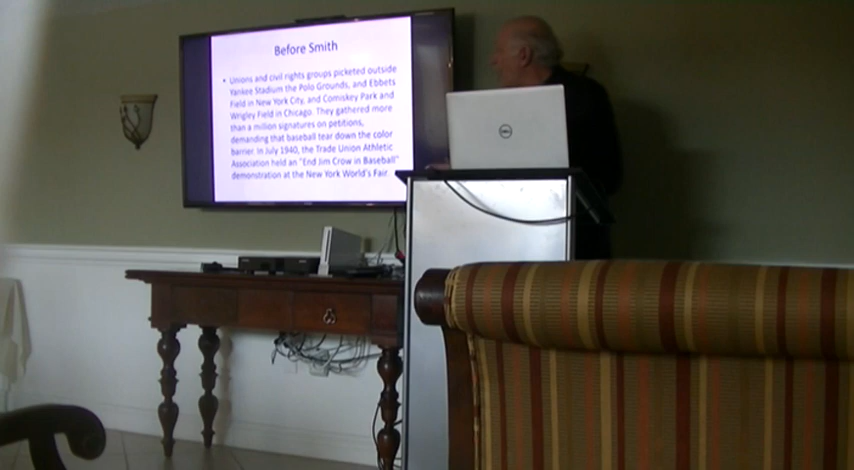 Before Smith
• Unions and civil rights groups picketed outside
Yankee Stadium the Polo Grounds, and Ebbets
Field in New York City, and Comiskey Park and
Wrigley Field in Chicago. They gathered more
than a million signatures on petitions,
demanding that baseball tear down the color
barrier. In July 1940, the Trade Union Athletic
Association held an "End Jim Crow in Baseball"
demonstration at the New York World's Fair.
DELL